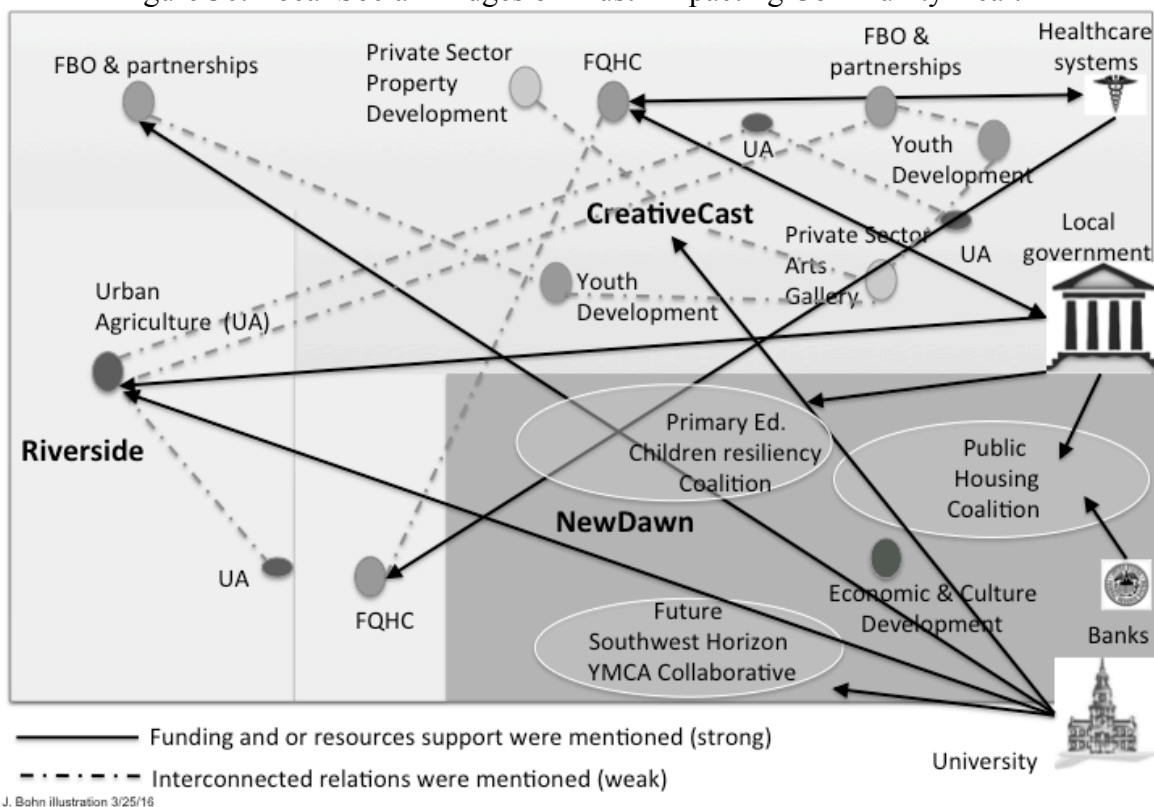 FBO & partnerships
Private Sector
Property
Development
FQHC
FBO &
partnerships
Healthcare
systems
UA
Youth
Development
CreativeCast
Private Sector
Arts
Gallery
UA
Local
government
Urban
Agriculture (UA)
Youth
Development
Riverside
Primary Ed.
Children resiliency
Coalition
Public
Housing
Coalition
NewDawn
UA
FQHC
Economic & Culture
Development
Future
Southwest Horizon
YMCA Collaborative
Banks
University
Funding and or resources support were mentioned (strong)
Interconnected relations were mentioned (weak)
J. Bohn illustration 3/25/16